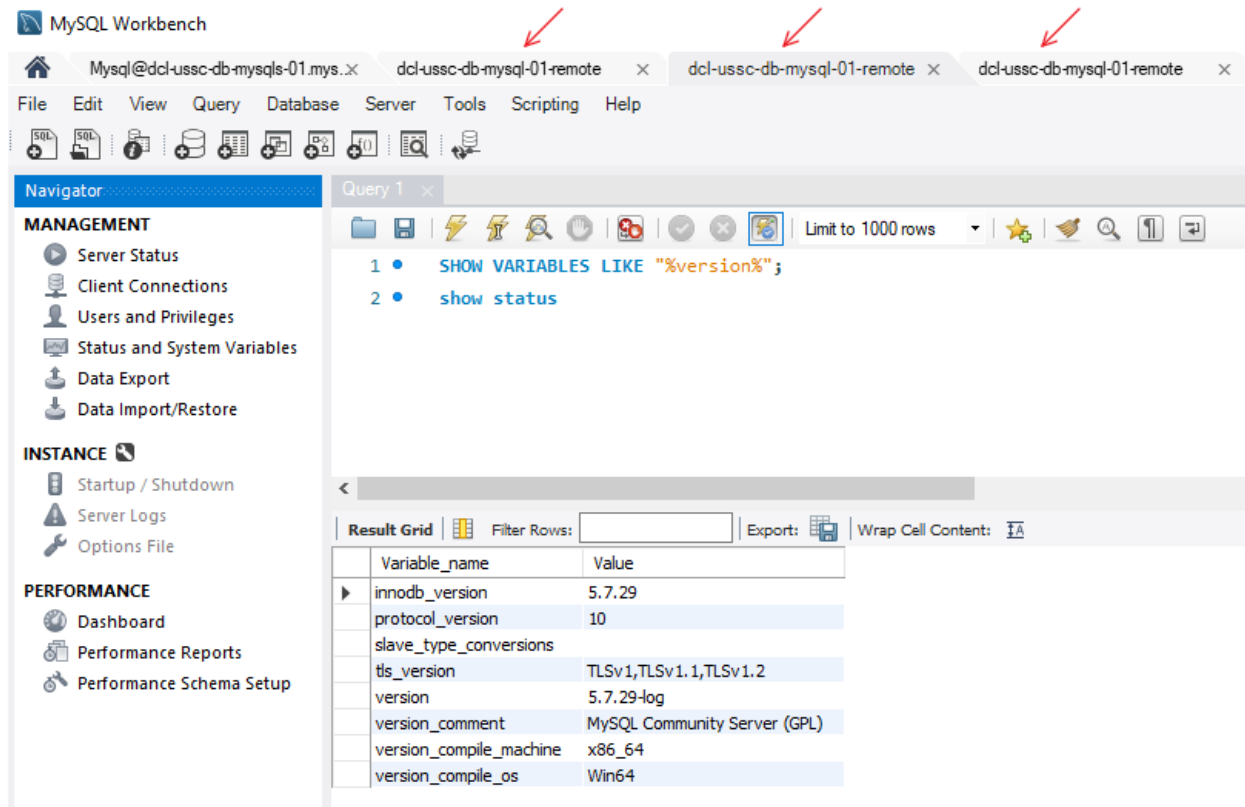 MySQL Workbench
Mysql@dcl-ussc-db-mysqls-01.mys.. dcl-ussc-db-mysql-01-remote dcl-ussc-db-mysql-01-remote dcl-ussc-db-mysql-01-remote
File Edit View Query Database Server Tools Scripting Help
SQL SQL
Navigator
Query 1
MANAGEMENT
Server Status
Client Connections
Users and Privileges
Status and System Variables
Data Export
Data Import/Restore
INSTANCE
Startup / Shutdown
Server Logs
Options File
PERFORMANCE
Dashboard
Performance Reports
Performance Schema Setup
Limit to 1000 rows
1 SHOW VARIABLES LIKE "%version%";
2 show status
Result Grid Filter Rows: Export: Wrap Cell Content: IA
Variable_name Value
innodb_version 5.7.29
protocol_version 10
slave_type_conversions
tls_version TLSv1,TLSv1.1,TLSv1.2
version 5.7.29-log
version_comment MySQL Community Server (GPL)
version_compile_machine x86_64
version_compile_os Win64